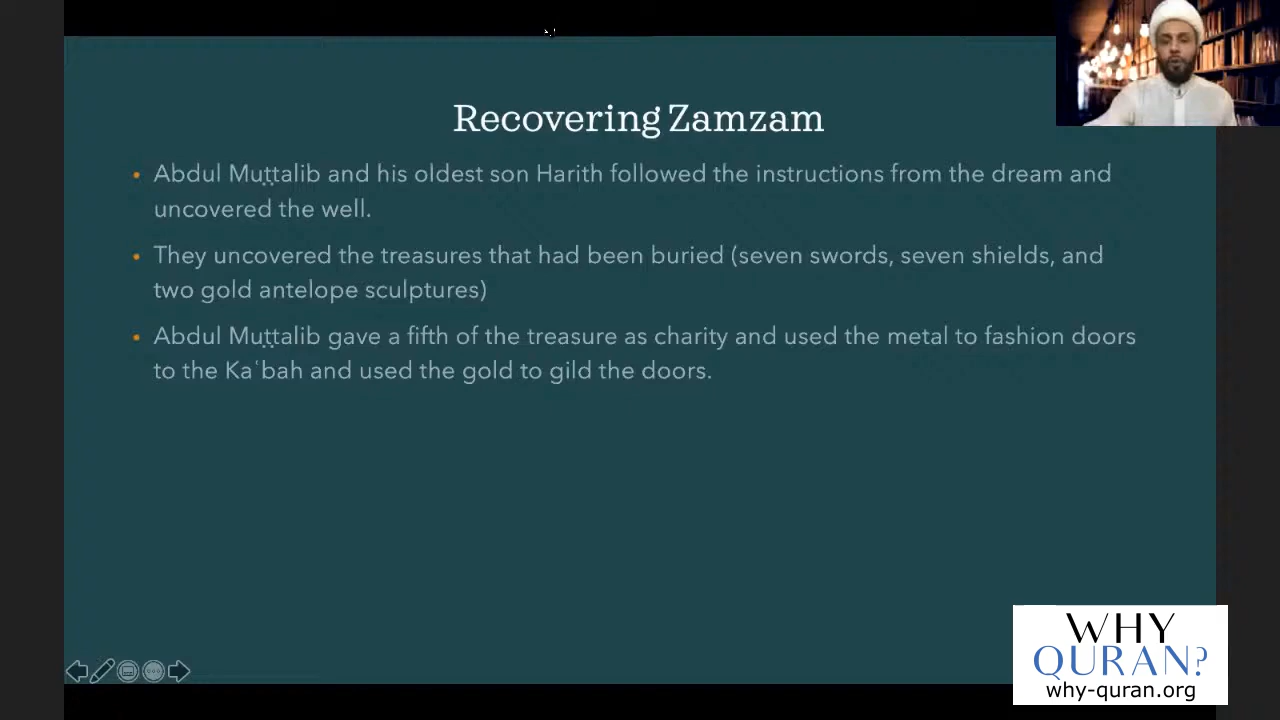 Recovering Zamzam
• Abdul Muṭṭalib and his oldest son Harith followed the instructions from the dream and
uncovered the well.
• They uncovered the treasures that had been buried (seven swords, seven shields, and
two gold antelope sculptures)
• Abdul Muṭṭalib gave a fifth of the treasure as charity and used the metal to fashion doors
to the Kaʿbah and used the gold to gild the doors.
WHY
QURAN?
why-quran.org